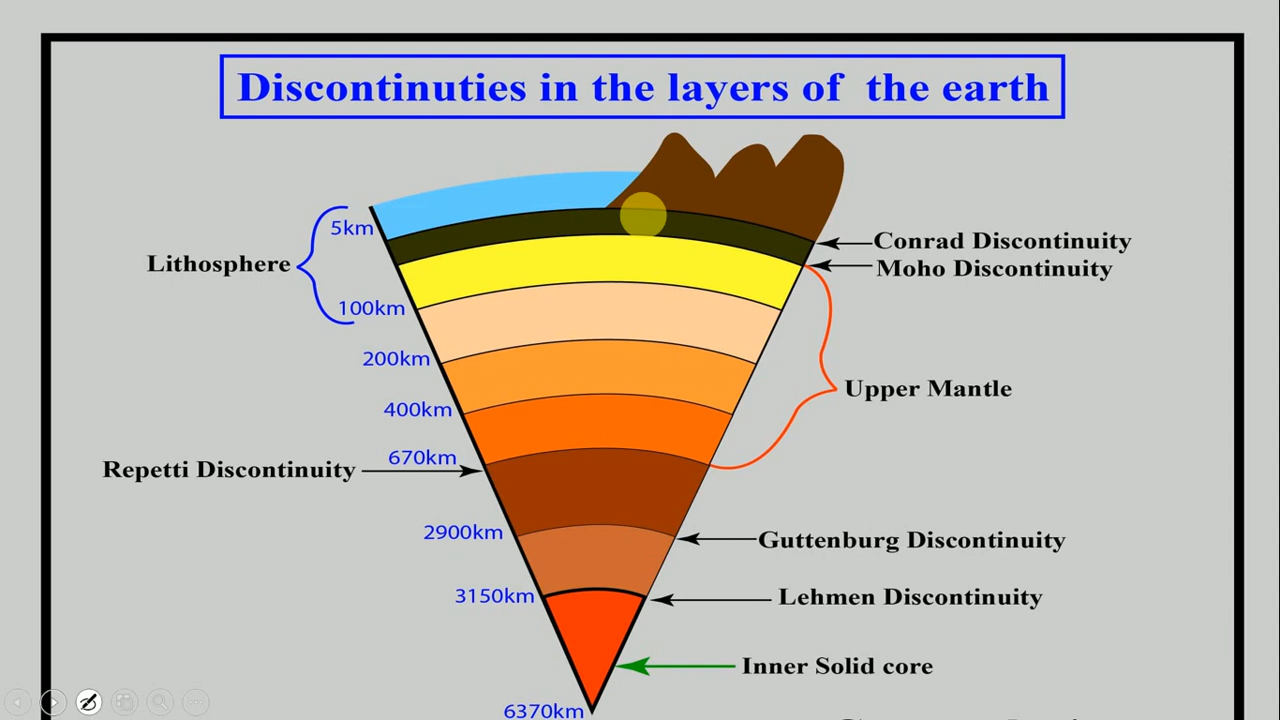 Discontinuties in the layers of the earth
5km
Lithosphere
Conrad Discontinuity
Moho Discontinuity
100km
200km
Upper Mantle
400km
670km
Repetti Discontinuity
2900km
Guttenburg Discontinuity
3150km
Lehmen Discontinuity
Inner Solid core
6370km